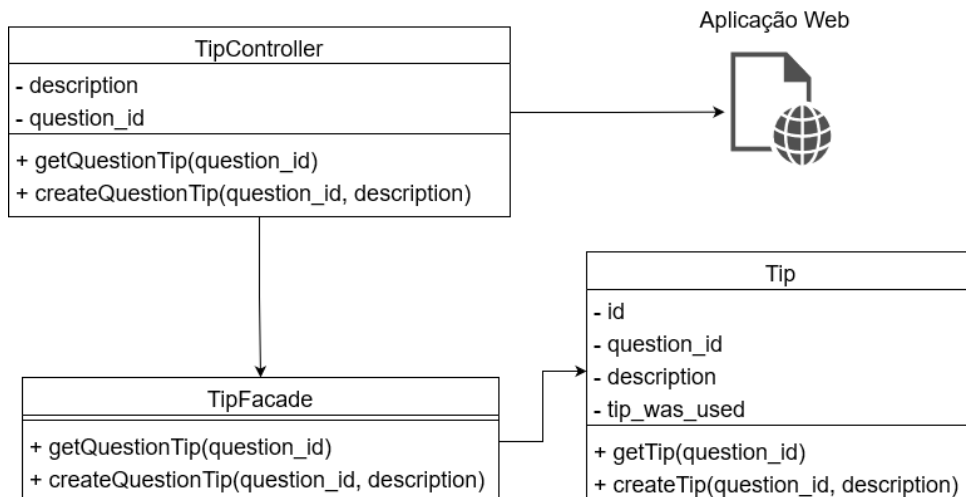 Aplicação Web
TipController
- description
- question_id
+ getQuestionTip(question_id)
+ createQuestionTip(question_id, description)
Tip
- id
- question_id
- description
- tip_was_used
+ getTip(question_id)
+ createTip(question_id, description)
TipFacade
+ getQuestionTip(question_id)
+ createQuestionTip(question_id, description)